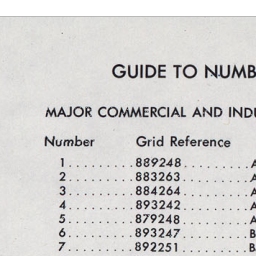 GUIDE TO NUMB
MAJOR COMMERCIAL AND INDU
Number Grid Reference
1.........889248.........A
2.........883263.........A
3.........884264.........A
4.........893242.........A
5.........879248.........A
6.........893247.........B
7.........892251.........B